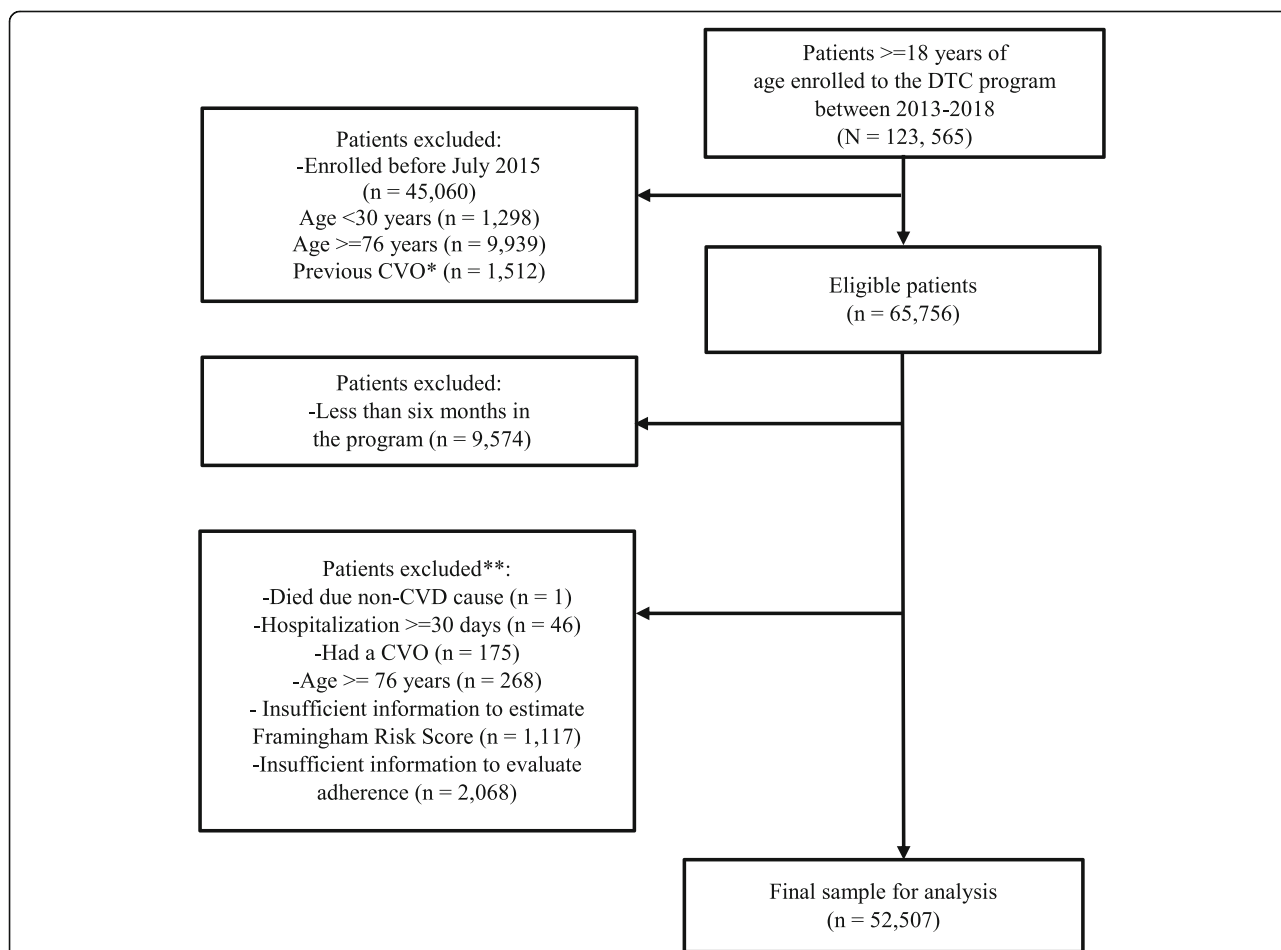 Patients >=18 years of
age enrolled to the DTC program
between 2013-2018
(N = 123, 565)
Patients excluded:
-Enrolled before July 2015
(n = 45,060)
Age <30 years (n = 1,298)
Age >=76 years (n = 9,939)
Previous CVO* (n = 1,512)
Eligible patients
(n = 65,756)
Patients excluded:
-Less than six months in
the program (n = 9,574)
Patients excluded**:
-Died due non-CVD cause (n = 1)
-Hospitalization >=30 days (n = 46)
-Had a CVO (n = 175)
-Age >= 76 years (n = 268)
- Insufficient information to estimate
Framingham Risk Score (n = 1,117)
-Insufficient information to evaluate
adherence (n = 2,068)
Final sample for analysis
(n = 52,507)